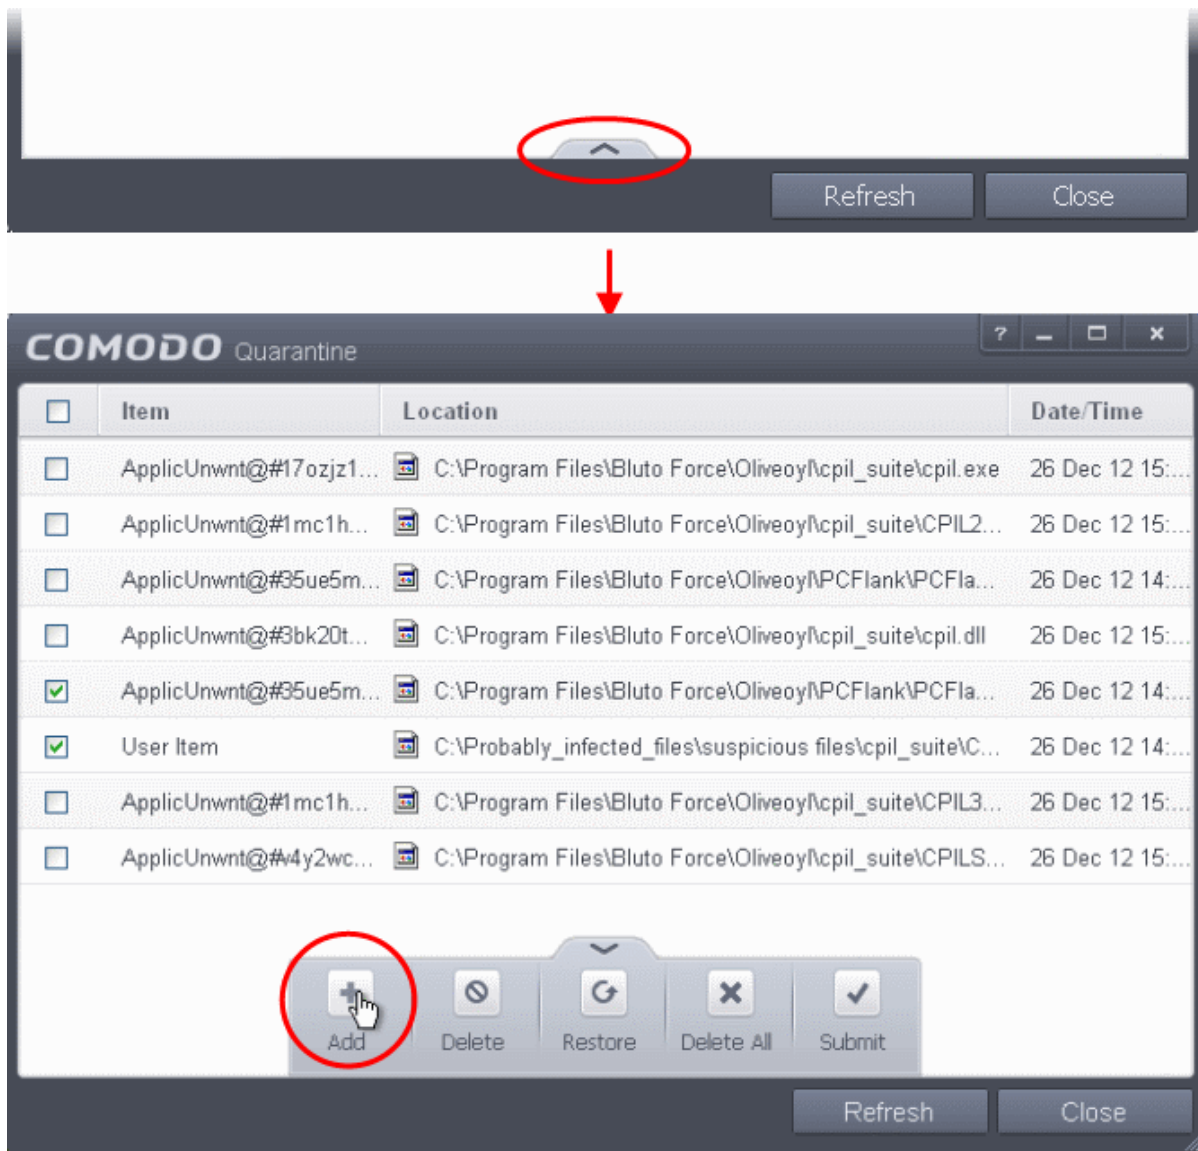 Refresh Close
COMODO Quarantine ?
Item Location Date/Time
ApplicUnwnt@#17ozjz1... C:\Program Files\Bluto Force\Oliveoyl\cpil_suite\cpil.exe 26 Dec 12 15:...
ApplicUnwnt@#1mc1h... C:\Program Files\Bluto Force\Oliveoyl\cpil_suite\CPIL2... 26 Dec 12 15:...
ApplicUnwnt@#35ue5m... C:\Program Files\Bluto Force\Oliveoyl\PCFlank\PCFla... 26 Dec 12 14:...
ApplicUnwnt@#3bk20t... C:\Program Files\Bluto Force\Oliveoyl\cpil_suite\cpil.dll 26 Dec 12 15:...
ApplicUnwnt@#35ue5m... C:\Program Files\Bluto Force\Oliveoyl\PCFlank\PCFla... 26 Dec 12 14:...
User Item C:\Probably_infected_files\suspicious files\cpil_suite\C... 26 Dec 12 14:...
ApplicUnwnt@#1mc1h... C:\Program Files\Bluto Force\Oliveoyl\cpil_suite\CPIL3... 26 Dec 12 15:...
ApplicUnwnt@#v4y2wc... C:\Program Files\Bluto Force\Oliveoyl\cpil_suite\CPILS... 26 Dec 12 15:...
Add Delete Restore Delete All Submit
Refresh Close